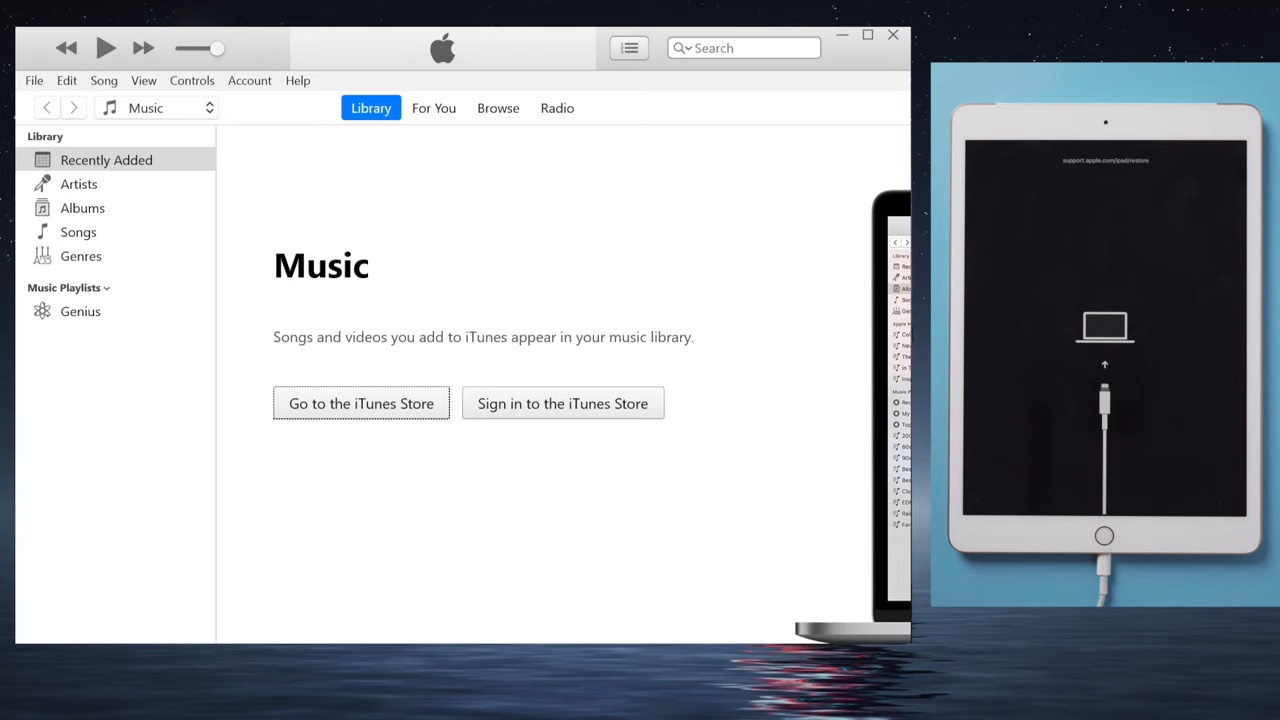 Search
File Edit Song View Controls Account Help
Music
Library For You Browse Radio
Library
Recently Added
Artists
Albums
Songs
Genres
Music Playlists
Genius
Music
Songs and videos you add to iTunes appear in your music library.
Go to the iTunes Store
Sign in to the iTunes Store
support.apple.com/ipad/restore